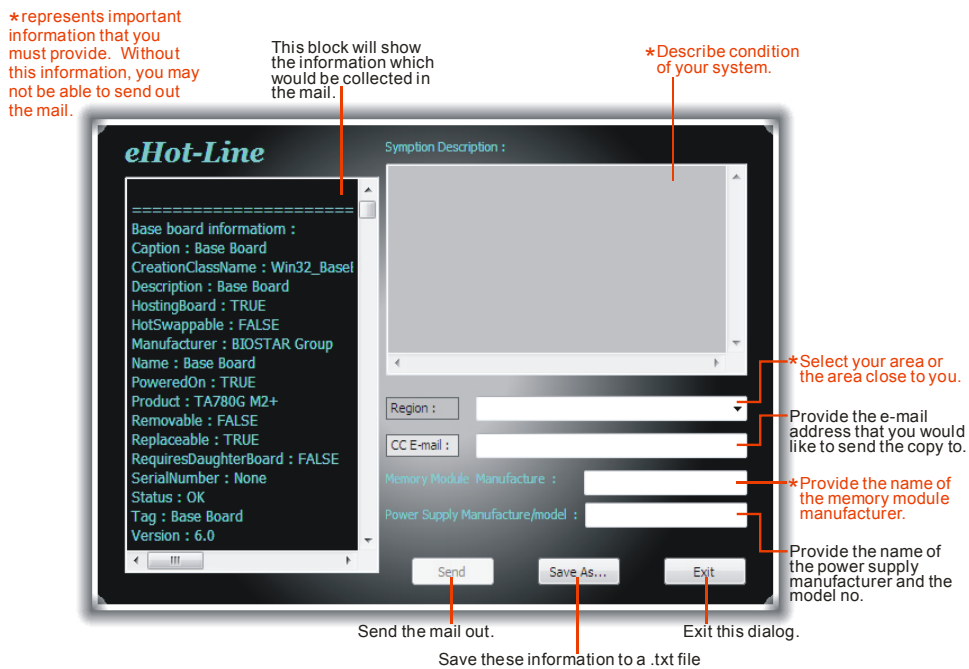 *represents important
information that you
must provide. Without
this information, you may
not be able to send out
the mail.
This block will show
the information which
would be collected in
the mail.
*Describe condition
of your system.
eHot-Line
Symption Description :
=======================
Base board informatiom :
Caption : Base Board
CreationClassName : Win32_BaseB
Description : Base Board
HostingBoard : TRUE
HotSwappable : FALSE
Manufacturer : BIOSTAR Group
Name : Base Board
PoweredOn : TRUE
Product : TA780G M2+
Removable : FALSE
Replaceable : TRUE
RequiresDaughterBoard : FALSE
SerialNumber : None
Status : OK
Tag : Base Board
Version : 6.0
Region :
*Select your area or
the area close to you.
CC E-mail :
Provide the e-mail
address that you would
like to send the copy to.
Memory Module Manufacture :
*Provide the name of
the memory module
manufacturer.
Power Supply Manufacture/model :
Provide the name of
the power supply
manufacturer and the
model no.
Send
Save As...
Exit
Send the mail out.
Exit this dialog.
Save these information to a .txt file